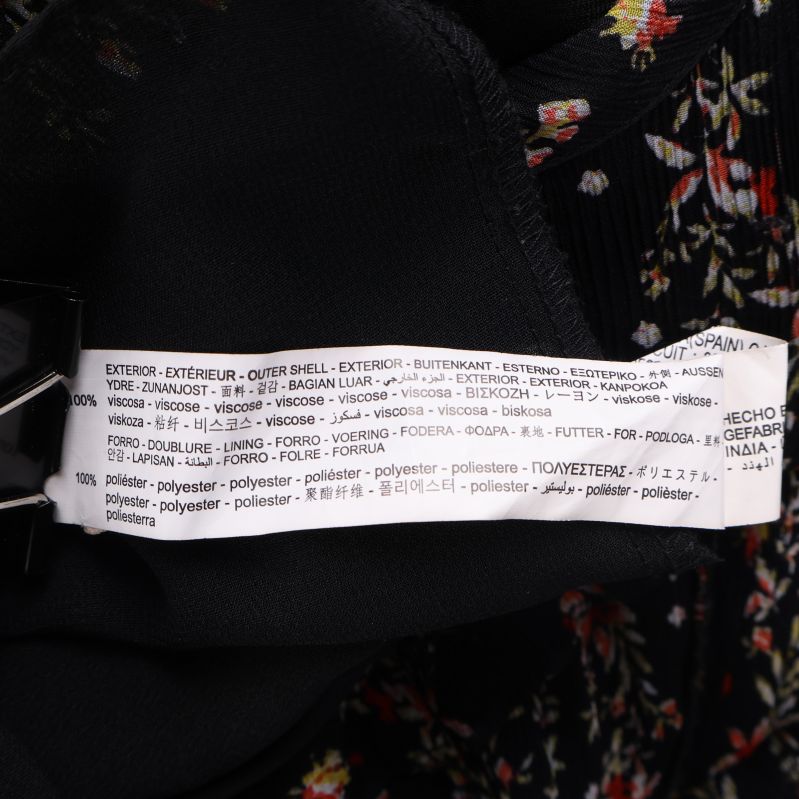 EXTERIOR - EXTÉRIEUR - OUTER SHELL - EXTERIOR - BUITENKANT - ESTERNO - ΕΞΩΤΕΡΙΚΟ - 外側 - AUSSEN
YDRE - ZUNANJOST - 面料 - 겉감 - BAGIAN LUAR - الجزء الخارجي - EXTERIOR - EXTERIOR - KANPOKOA
100% viscosa - viscose - viscose - viscose - viscose - viscosa - ΒΙΣΚΟΖΗ - レーヨン - viskose - viskose -
viskoza - 粘纤 - 비스코스 - viscose - فسكوز - viscose - viscosa - biskosa
FORRO - DOUBLURE - LINING - FORRO - VOERING - FODERA - ΦΟΔΡΑ - 裏地 - FUTTER - FOR - PODLOGA - 里料
안감 - LAPISAN - البطانة - FORRO - FOLRE - FORRUA
100% poliéster - polyester - polyester - poliéster - polyester - poliestere - ΠΟΛΥΕΣΤΕΡΑΣ - ポリエステル -
polyester - polyester - poliester - 聚酯纤维 - 폴리에스터 - poliester - بوليستير - poliéster - polièster -
poliesterra
(SPAIN)
CUIT
HECHO E
GEFABRI
ΙΝΔΙΑ -
الهند -